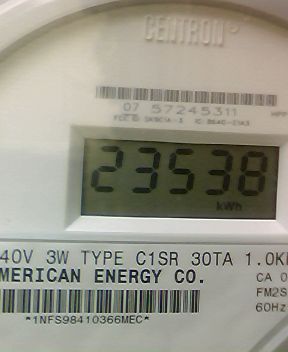 CENTRON
07 57245311
23538
kWh
40V 3W TYPE C1SR 30TA 1.0K
MERICAN ENERGY CO.
CA 0
FM2S
60Hz
*1NFS98410366MEC*